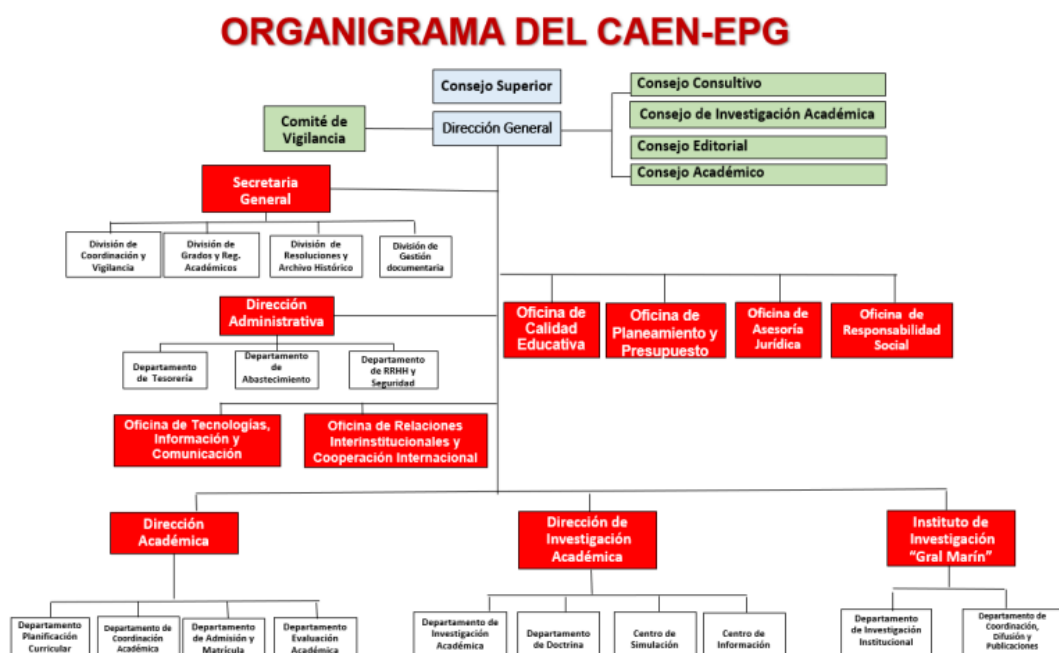 ORGANIGRAMA DEL CAEN-EPG
Consejo Superior
Dirección General
Comité de
Vigilancia
Consejo Consultivo
Consejo de Investigación Académica
Consejo Editorial
Consejo Académico
Secretaria
General
División de
Coordinación y
Vigilancia
División de
Grados y Reg.
Académicos
División de
Resoluciones y
Archivo Histórico
División de
Gestión
documentaria
Oficina de
Calidad
Educativa
Oficina de
Planeamiento y
Presupuesto
Oficina de
Asesoría
Jurídica
Oficina de
Responsabilidad
Social
Dirección
Administrativa
Departamento
de Tesorería
Departamento
de
Abastecimiento
Departamento
de RRHH y
Seguridad
Oficina de Tecnologías,
Información y
Comunicación
Oficina de Relaciones
Interinstitucionales y
Cooperación Internacional
Dirección
Académica
Dirección de
Investigación
Académica
Instituto de
Investigación
“Gral Marín”
Departamento
Planificación
Curricular
Departamento de
Coordinación
Académica
Departamento
de Admisión y
Matrícula
Departamento
Evaluación
Académica
Departamento de
Investigación
Académica
Departamento
de Doctrina
Centro de
Simulación
Centro de
Información
Departamento
de Investigación
Institucional
Departamento de
Coordinación,
Difusión y
Publicaciones